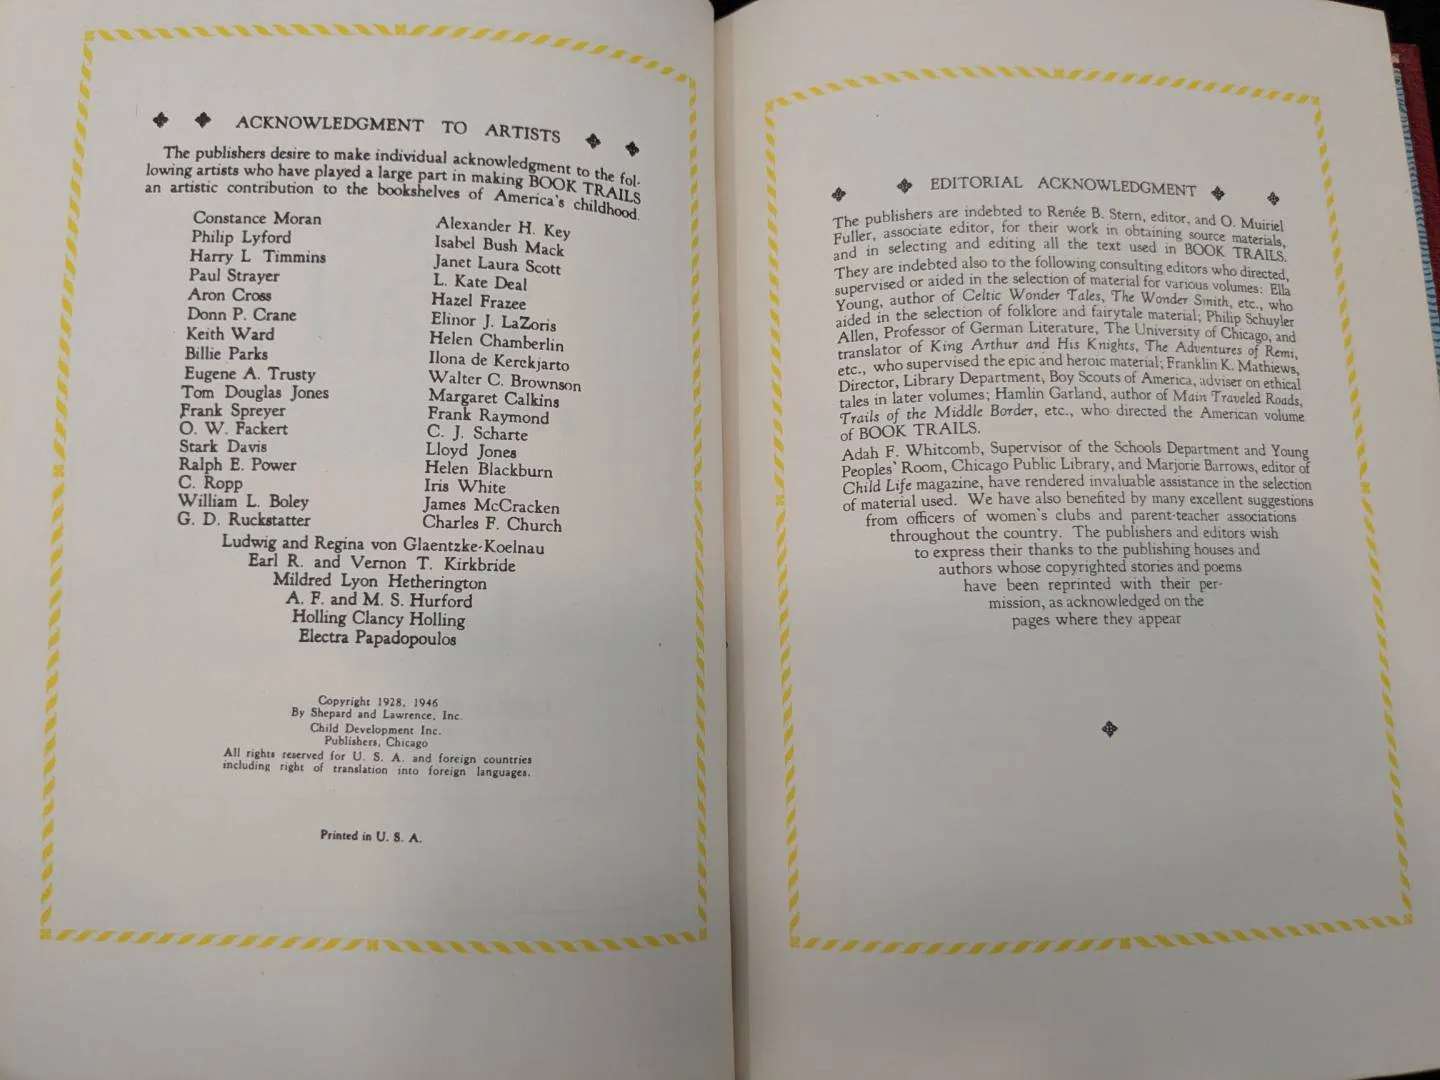 ACKNOWLEDGMENT TO ARTISTS
The publishers desire to make individual acknowledgment to the fol-
lowing artists who have played a large part in making BOOK TRAILS
an artistic contribution to the bookshelves of America's childhood.
Constance Moran
Philip Lyford
Harry L Timmins
Paul Strayer
Aron Cross
Donn P. Crane
Keith Ward
Billie Parks
Eugene A. Trusty
Tom Douglas Jones
Frank Spreyer
O. W. Fackert
Stark Davis
Ralph E. Power
C. Ropp
William L. Boley
G. D. Ruckstatter
Alexander H. Key
Isabel Bush Mack
Janet Laura Scott
L. Kate Deal
Hazel Frazee
Elinor J. LaZoris
Helen Chamberlin
Ilona de Kerekjarto
Walter C. Brownson
Margaret Calkins
Frank Raymond
C. J. Scharte
Lloyd Jones
Helen Blackburn
Iris White
James McCracken
Charles F. Church
Ludwig and Regina von Glaentzke-Koelnau
Earl R. and Vernon T. Kirkbride
Mildred Lyon Hetherington
A. F. and M. S. Hurford
Holling Clancy Holling
Electra Papadopoulos
Copyright 1928, 1946
By Shepard and Lawrence, Inc.
Child Development Inc.
Publishers, Chicago
All rights reserved for U. S. A. and foreign countries
including right of translation into foreign languages.
Printed in U. S. A.
EDITORIAL ACKNOWLEDGMENT
The publishers are indebted to Renée B. Stern, editor, and O. Muiriel
Fuller, associate editor, for their work in obtaining source materials,
and in selecting and editing all the text used in BOOK TRAILS.
They are indebted also to the following consulting editors who directed,
supervised or aided in the selection of material for various volumes: Ella
Young, author of Celtic Wonder Tales, The Wonder Smith, etc., who
aided in the selection of folklore and fairytale material; Philip Schuyler
Allen, Professor of German Literature, The University of Chicago, and
translator of King Arthur and His Knights, The Adventures of Remi,
etc., who supervised the epic and heroic material; Franklin K. Mathiews,
Director, Library Department, Boy Scouts of America, adviser on ethical
tales in later volumes; Hamlin Garland, author of Main Traveled Roads,
Trails of the Middle Border, etc., who directed the American volume
of BOOK TRAILS.
Adah F. Whitcomb, Supervisor of the Schools Department and Young
Peoples' Room, Chicago Public Library, and Marjorie Barrows, editor of
Child Life magazine, have rendered invaluable assistance in the selection
of material used. We have also benefited by many excellent suggestions
from officers of women's clubs and parent-teacher associations
throughout the country. The publishers and editors wish
to express their thanks to the publishing houses and
authors whose copyrighted stories and poems
have been reprinted with their per-
mission, as acknowledged on the
pages where they appear